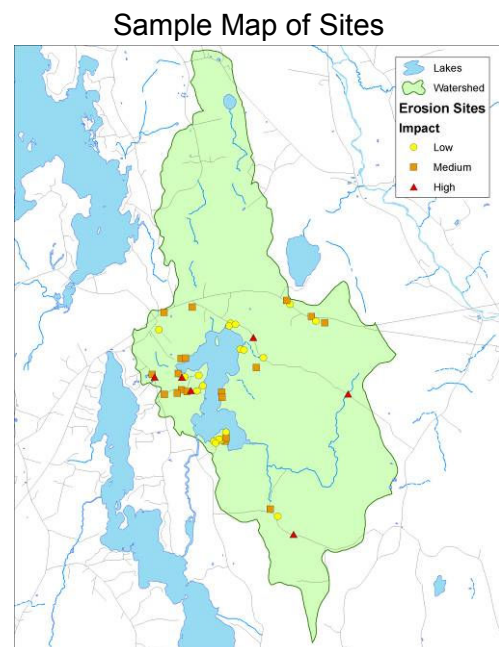 Sample Map of Sites
Lakes
Watershed
Erosion Sites
Impact
Low
Medium
High